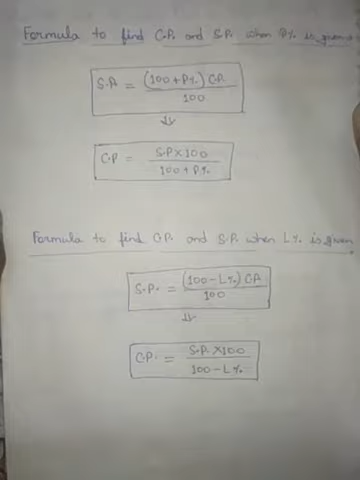 Formula to find C.P. and S.P. when P% is given
S.P. = (100 + P%) C.P.
100
⇓
C.P = S.P × 100
100 + P%
Formula to find C.P. and S.P. when L% is given
S.P. = (100 - L%) C.P.
100
⇓
C.P. = S.P. × 100
100 - L%